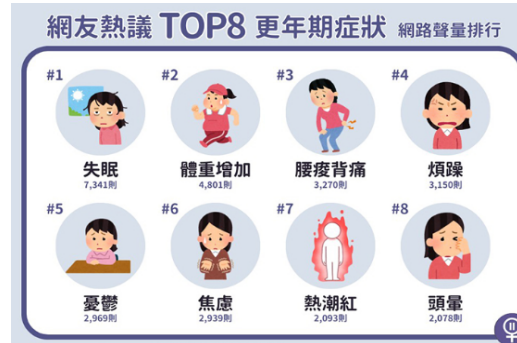 網友熱議 TOP8 更年期症狀 網路聲量排行
#1 #2 #3 #4
失眠 體重增加 腰痠背痛 煩躁
7,341則 4,801則 3,270則 3,150則
#5 #6 #7 #8
憂鬱 焦慮 熱潮紅 頭暈
2,969則 2,939則 2,093則 2,078則